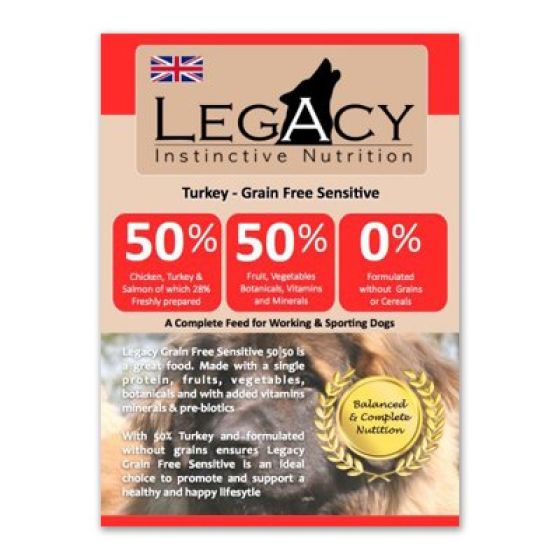 LEGACY
Instinctive Nutrition
Turkey - Grain Free Sensitive
50%
Chicken, Turkey &
Salmon of which 28%
Freshly prepared
50%
Fruit, Vegetables
Botanicals, Vitamins
and Minerals
0%
Formulated
without Grains
or Cereals
A Complete Feed for Working & Sporting Dogs
Legacy Grain Free Sensitive 50|50 is
a great food. Made with a single
protein, fruits, vegetables,
botanicals and with added vitamins
minerals & pre-biotics
With 50% Turkey and formulated
without grains ensures Legacy
Grain Free Sensitive is an ideal
choice to promote and support a
healthy and happy lifesytle
Balanced
& Complete
Nutition